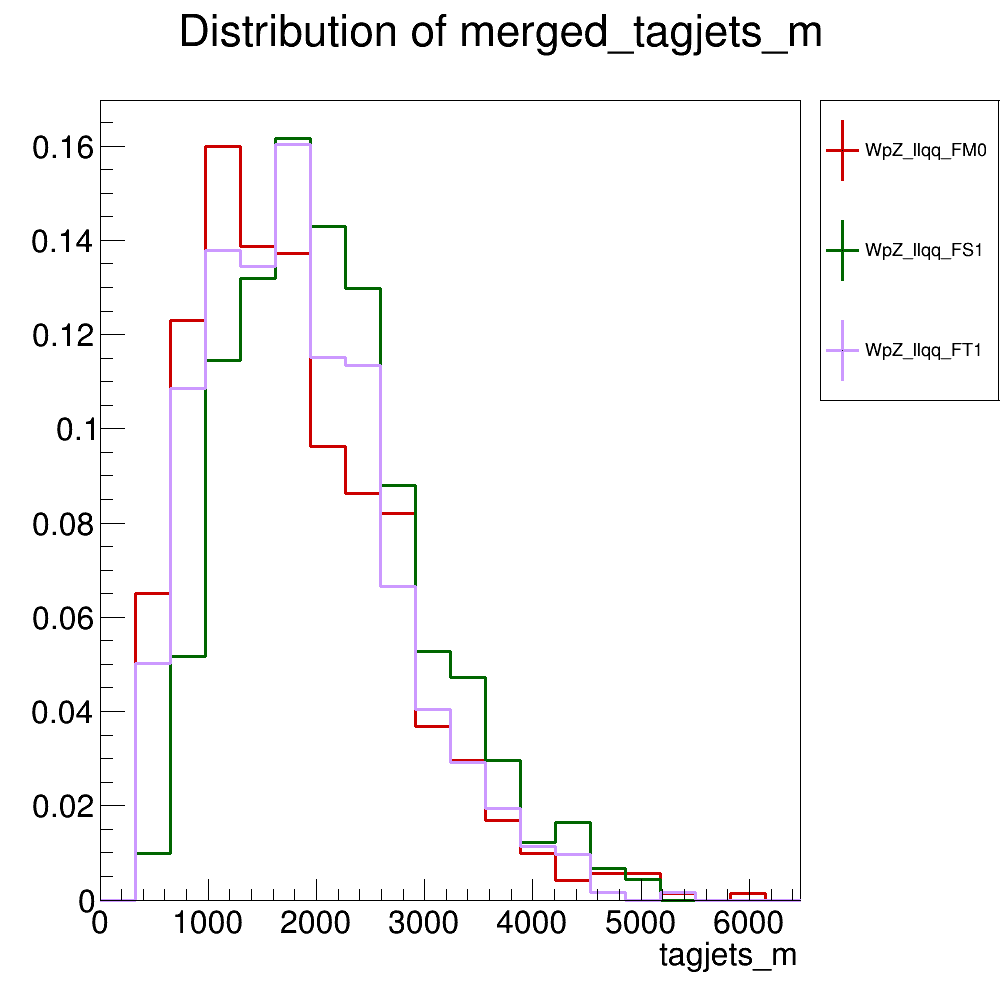 Distribution of merged_tagjets_m
0.16
0.14
0.12
0.1
0.08
0.06
0.04
0.02
0
0 1000 2000 3000 4000 5000 6000
tagjets_m
WpZ_llqq_FM0
WpZ_llqq_FS1
WpZ_llqq_FT1